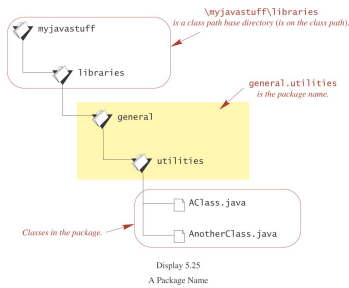 \myjavastuff\libraries
is a class path base directory (is on the class path).
myjavastuff
libraries
general.utilities
is the package name.
general
utilities
AClass.java
Classes in the package.
AnotherClass.java
Display 5.25
A Package Name